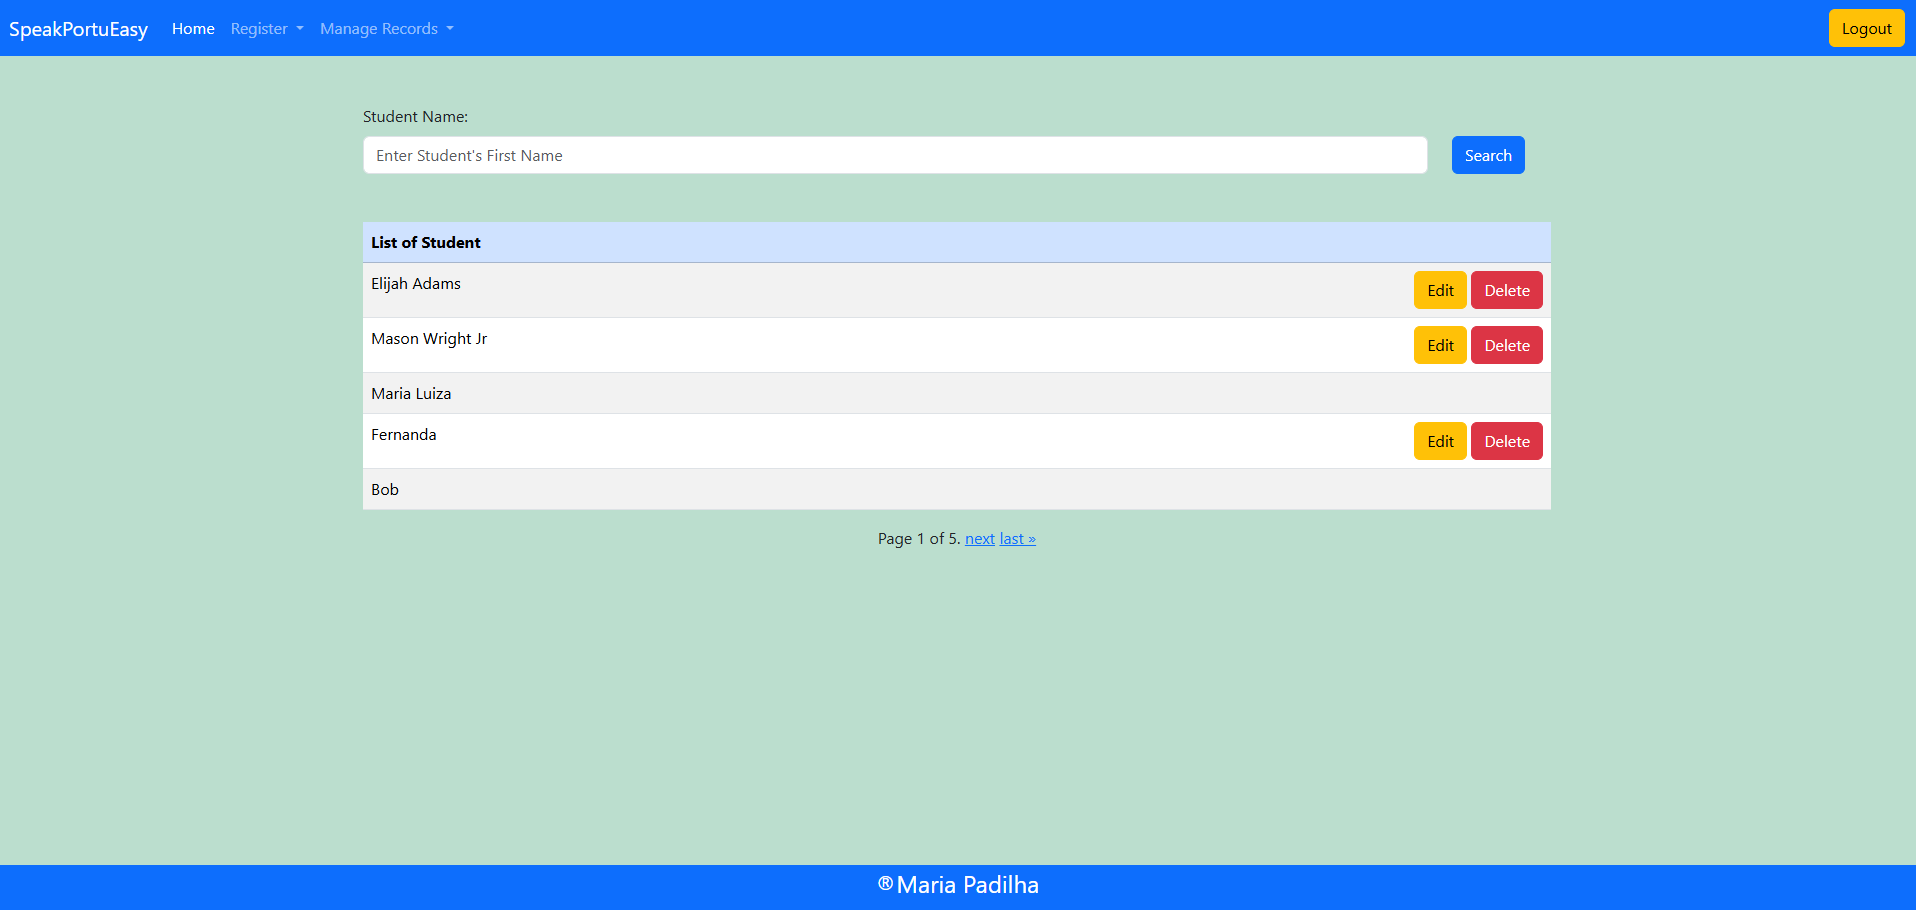 SpeakPortuEasy Home Register Manage Records Logout
Student Name:
Enter Student's First Name Search
List of Student
Elijah Adams Edit Delete
Mason Wright Jr Edit Delete
Maria Luiza
Fernanda Edit Delete
Bob
Page 1 of 5. next last »
®Maria Padilha